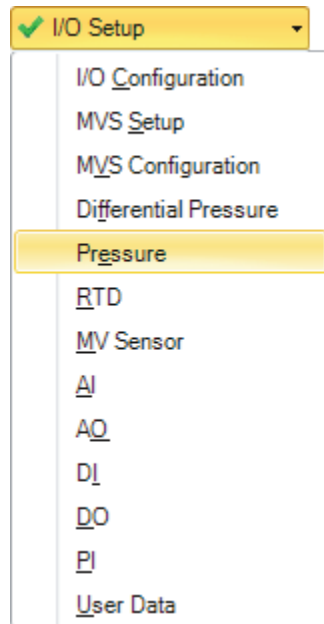 I/O Setup
I/O Configuration
MVS Setup
MVS Configuration
Differential Pressure
Pressure
RTD
MV Sensor
AI
AO
DI
DO
PI
User Data